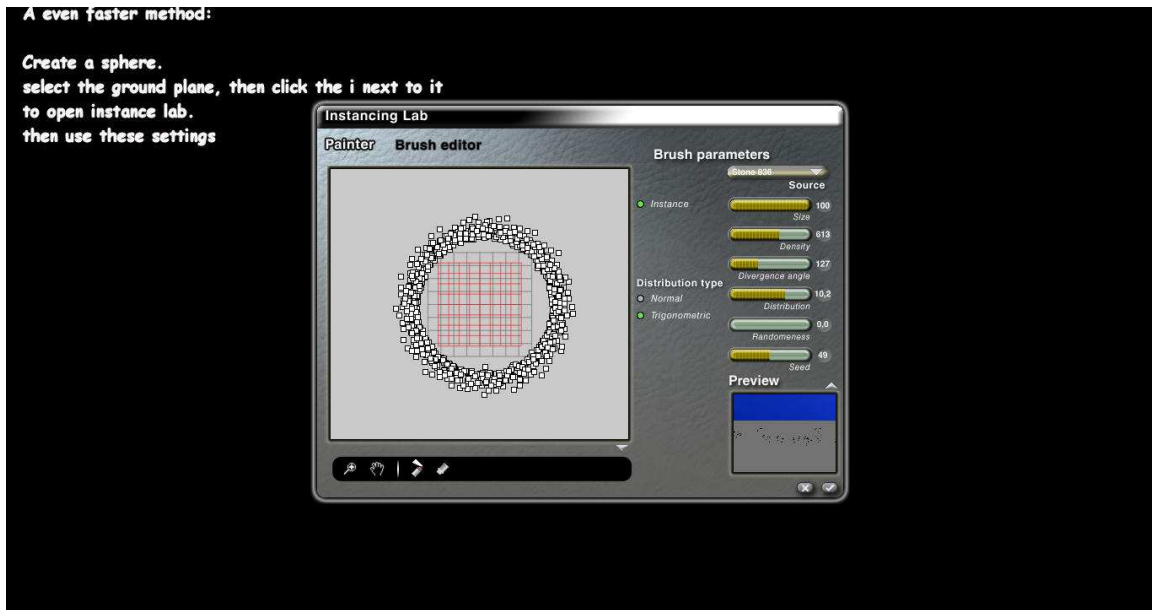 A even faster method:
Create a sphere.
select the ground plane, then click the i next to it
to open instance lab.
then use these settings
Instancing Lab
Painter Brush editor
Brush parameters
Stone 836
Source
Instance
100
Size
613
Density
127
Divergence angle
Distribution type
Normal
10,2
Distribution
Trigonometric
0,0
Randomeness
49
Seed
Preview